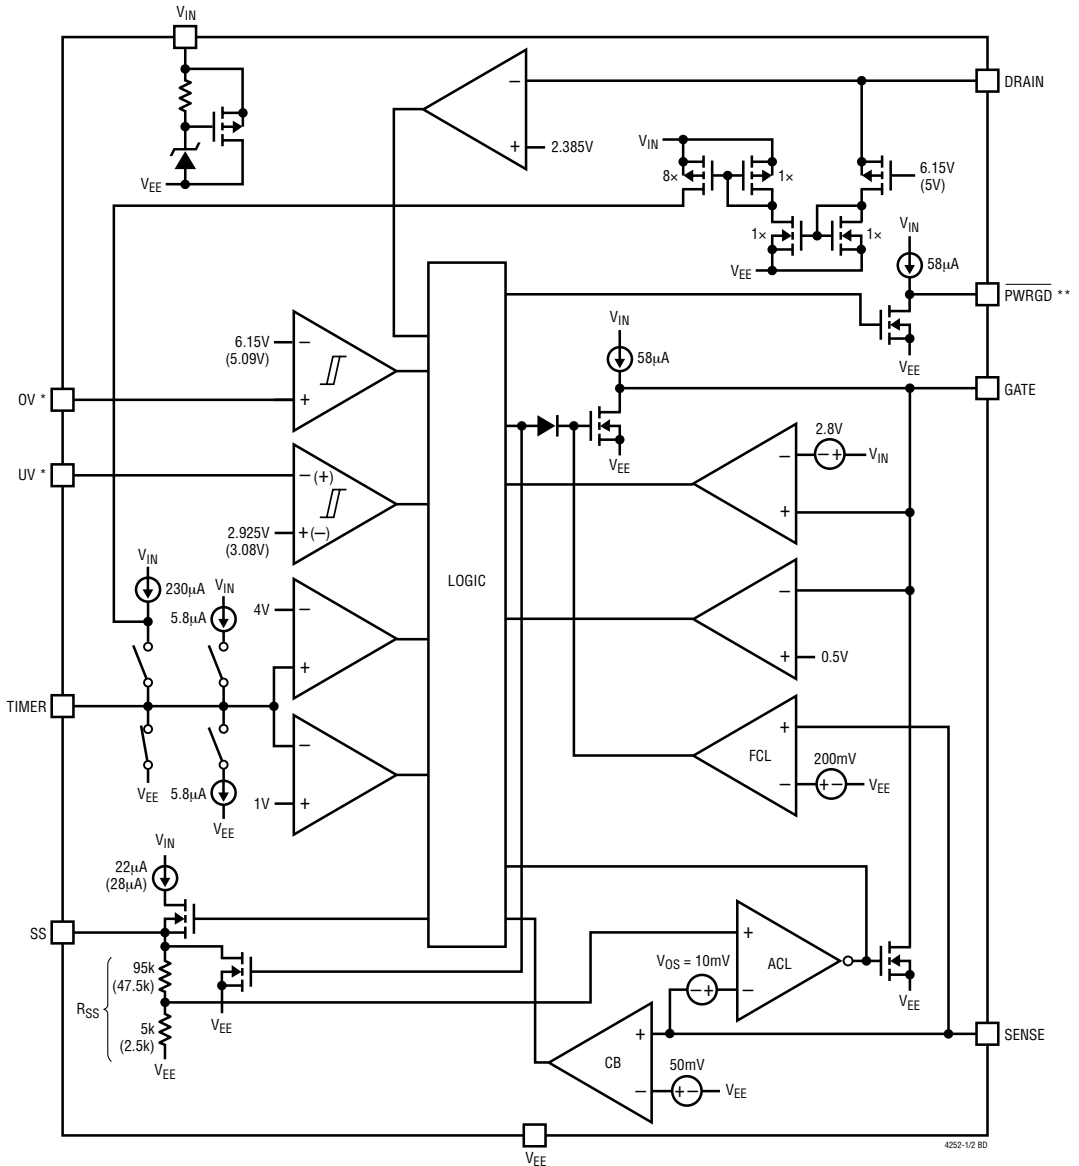 VIN
DRAIN
−
+
2.385V
VIN
8×
1×
6.15V
(5V)
VEE
1×
1×
VIN
58μA
VEE
PWRGD **
VEE
VIN
58μA
6.15V
(5.09V)
−
+
OV *
GATE
VEE
2.8V
− +
VIN
−
+
UV *
− (+)
2.925V
(3.08V)
+ (−)
LOGIC
VIN
230μA
VIN
5.8μA
4V
−
+
−
+
0.5V
TIMER
−
1V
+
VEE
5.8μA
VEE
+
FCL
−
200mV
+ −
VEE
VIN
22μA
(28μA)
SS
95k
(47.5k)
RSS
5k
(2.5k)
VEE
VEE
VOS = 10mV
− +
+
ACL
−
VEE
SENSE
+
CB
−
50mV
+ −
VEE
VEE
4252-1/2 BD